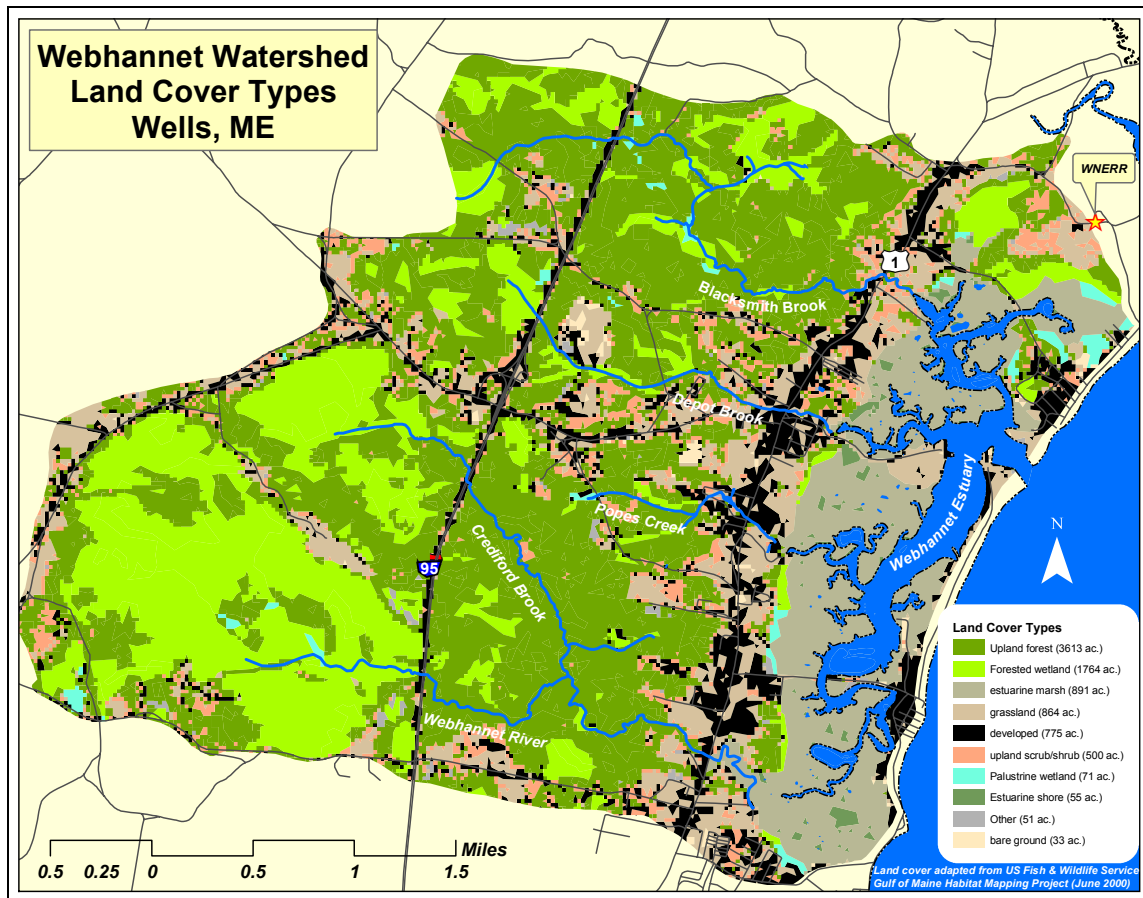 Webhannet Watershed
Land Cover Types
Wells, ME
WNERR
1
Blacksmith Brook
Depot Brook
Popes Creek
Webhannet Estuary
Crediford Brook
95
Webhannet River
N
Land Cover Types
Upland forest (3613 ac.)
Forested wetland (1764 ac.)
estuarine marsh (891 ac.)
grassland (864 ac.)
developed (775 ac.)
upland scrub/shrub (500 ac.)
Palustrine wetland (71 ac.)
Estuarine shore (55 ac.)
Other (51 ac.)
bare ground (33 ac.)
Miles
0.5 0.25 0 0.5 1 1.5
Land cover adapted from US Fish & Wildlife Service
Gulf of Maine Habitat Mapping Project (June 2000)